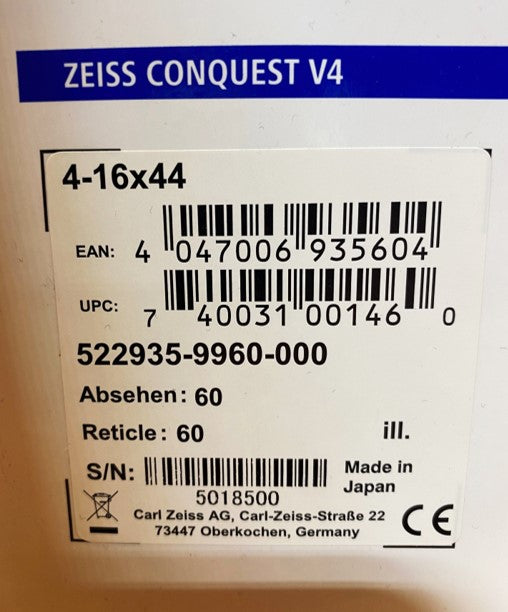 ZEISS CONQUEST V4
4-16x44
EAN: 4 047006 935604
UPC: 7 40031 00146 0
522935-9960-000
Absehen: 60
Reticle: 60 ill.
S/N: Made in
Japan
5018500
Carl Zeiss AG, Carl-Zeiss-Straße 22
73447 Oberkochen, Germany
CE